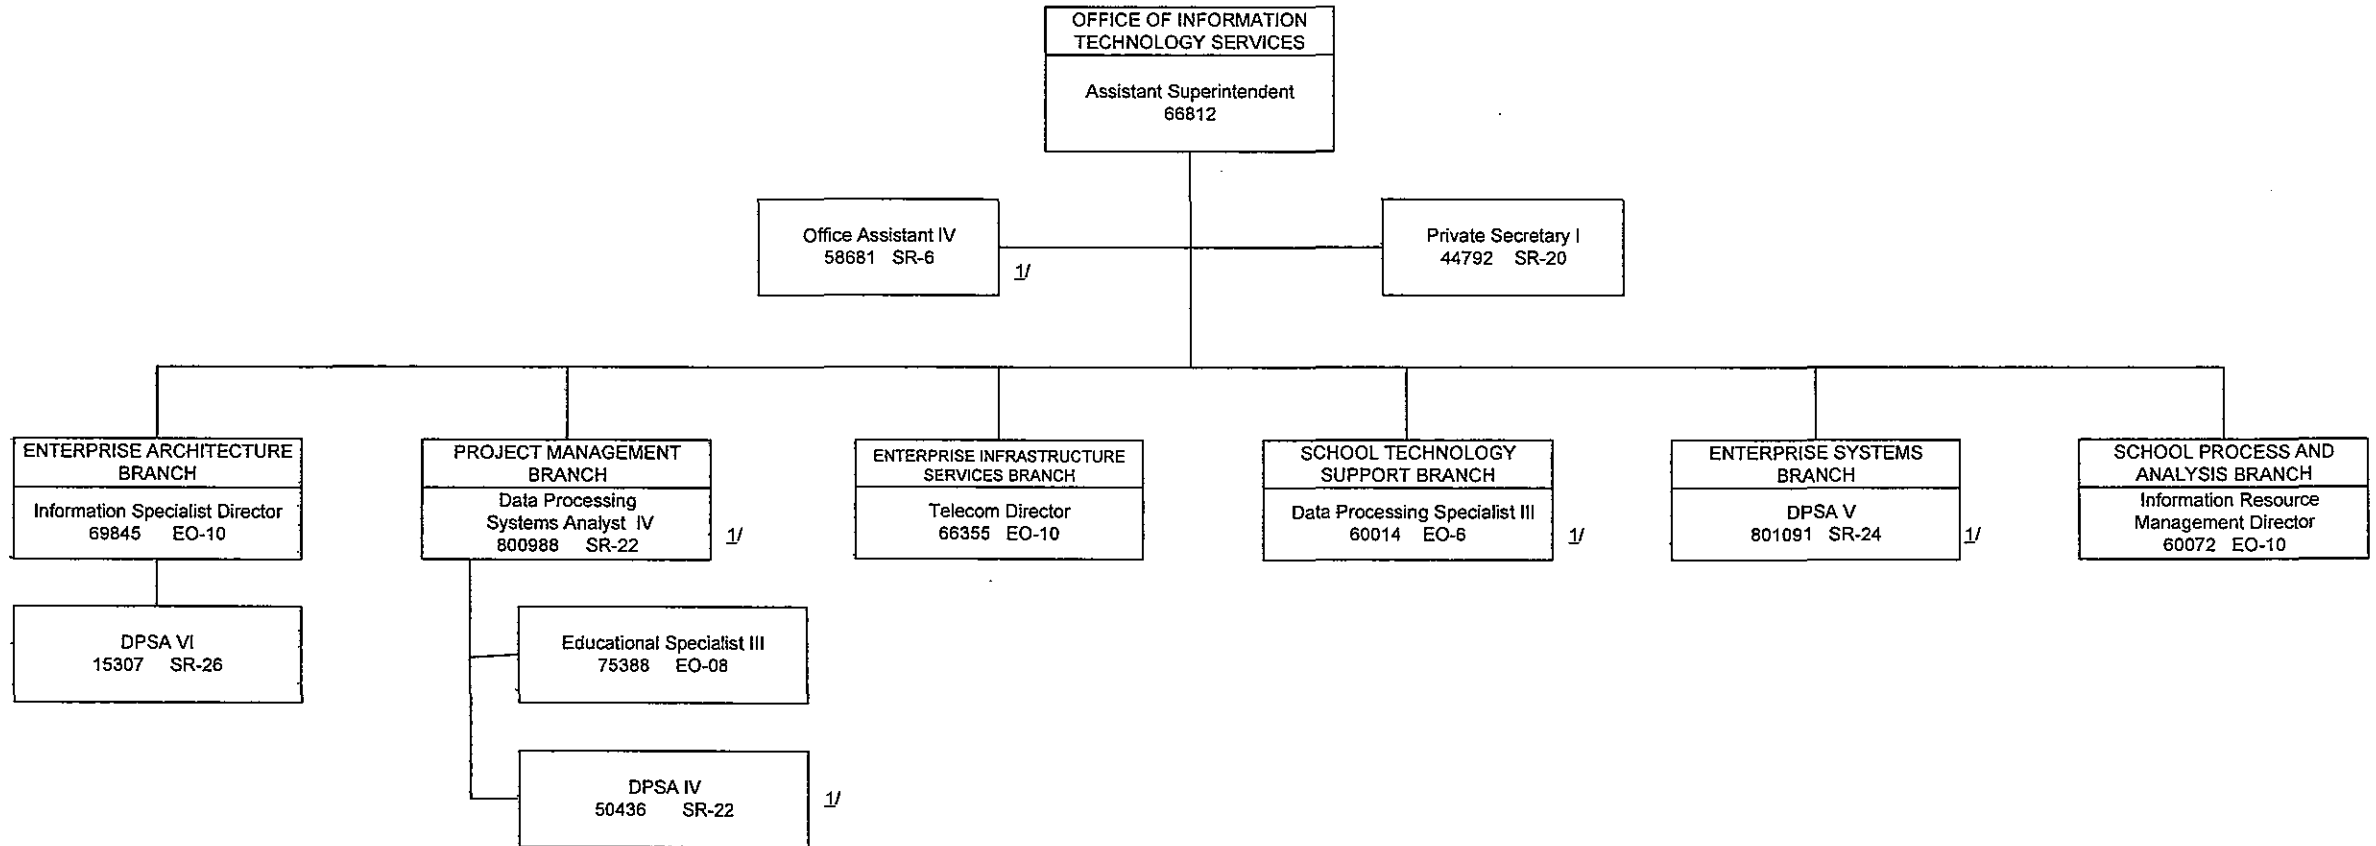 OFFICE OF INFORMATION
TECHNOLOGY SERVICES
Assistant Superintendent
66812
Office Assistant IV
58681 SR-6
1/
Private Secretary I
44792 SR-20
ENTERPRISE ARCHITECTURE
BRANCH
Information Specialist Director
69845 EO-10
PROJECT MANAGEMENT
BRANCH
Data Processing
Systems Analyst IV
800988 SR-22
1/
ENTERPRISE INFRASTRUCTURE
SERVICES BRANCH
Telecom Director
66355 EO-10
SCHOOL TECHNOLOGY
SUPPORT BRANCH
Data Processing Specialist III
60014 EO-6
1/
ENTERPRISE SYSTEMS
BRANCH
DPSA V
801091 SR-24
1/
SCHOOL PROCESS AND
ANALYSIS BRANCH
Information Resource
Management Director
60072 EO-10
DPSA VI
15307 SR-26
Educational Specialist III
75388 EO-08
DPSA IV
50436 SR-22
1/